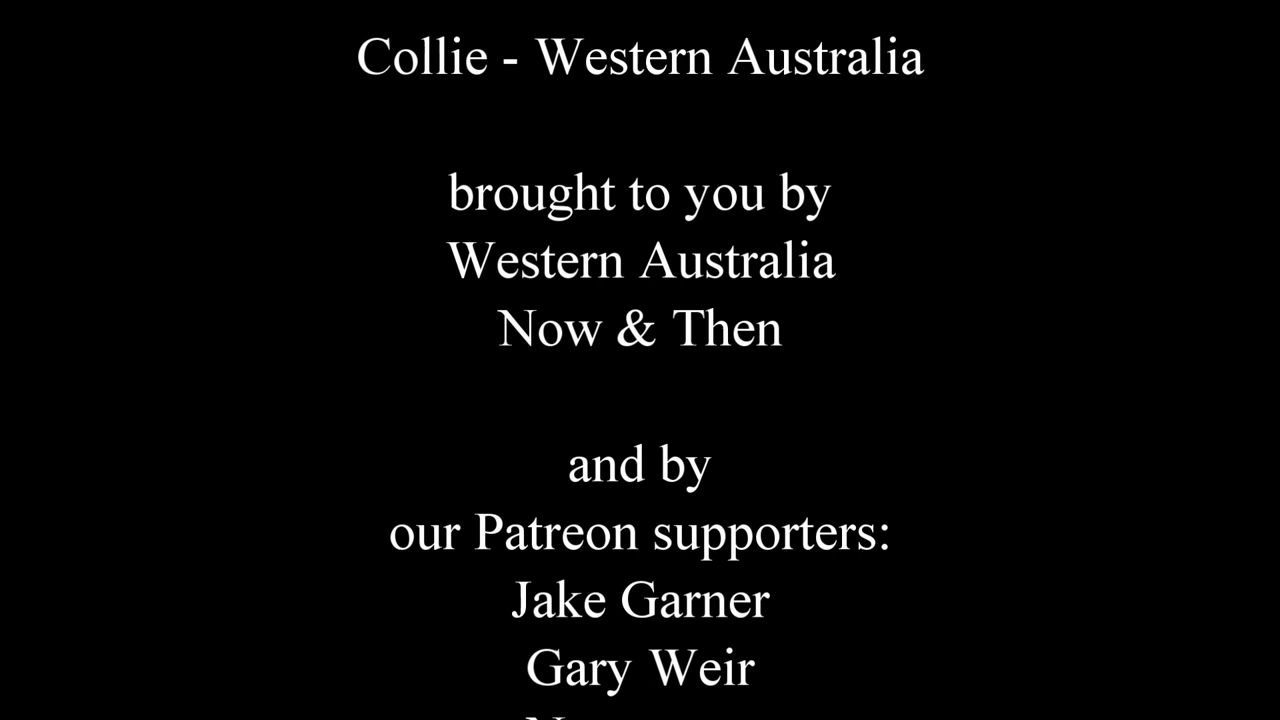 Collie - Western Australia
brought to you by
Western Australia
Now & Then
and by
our Patreon supporters:
Jake Garner
Gary Weir